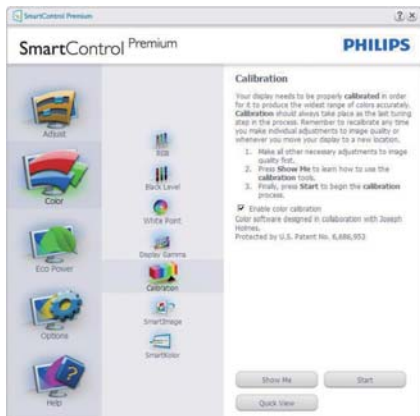 SmartControl Premium
SmartControl Premium
PHILIPS
Adjust
Color
Eco Power
Options
Help
RGB
Black Level
White Point
Display Gamma
Calibration
SmartImage
SmartKolor
Calibration
Your display needs to be properly calibrated in order
for it to produce the widest range of colors accurately.
Calibration should always take place as the last tuning
step in the process. Remember to recalibrate any time
you make individual adjustments to image quality or
whenever you move your display to a new location.
1. Make all other necessary adjustments to image
quality first.
2. Press Show Me to learn how to use the
calibration tools.
3. Finally, press Start to begin the calibration
process.
Enable color calibration
Color software designed in collaboration with Joseph
Holmes.
Protected by U.S. Patent No. 6,686,953
Show Me
Start
Quick View